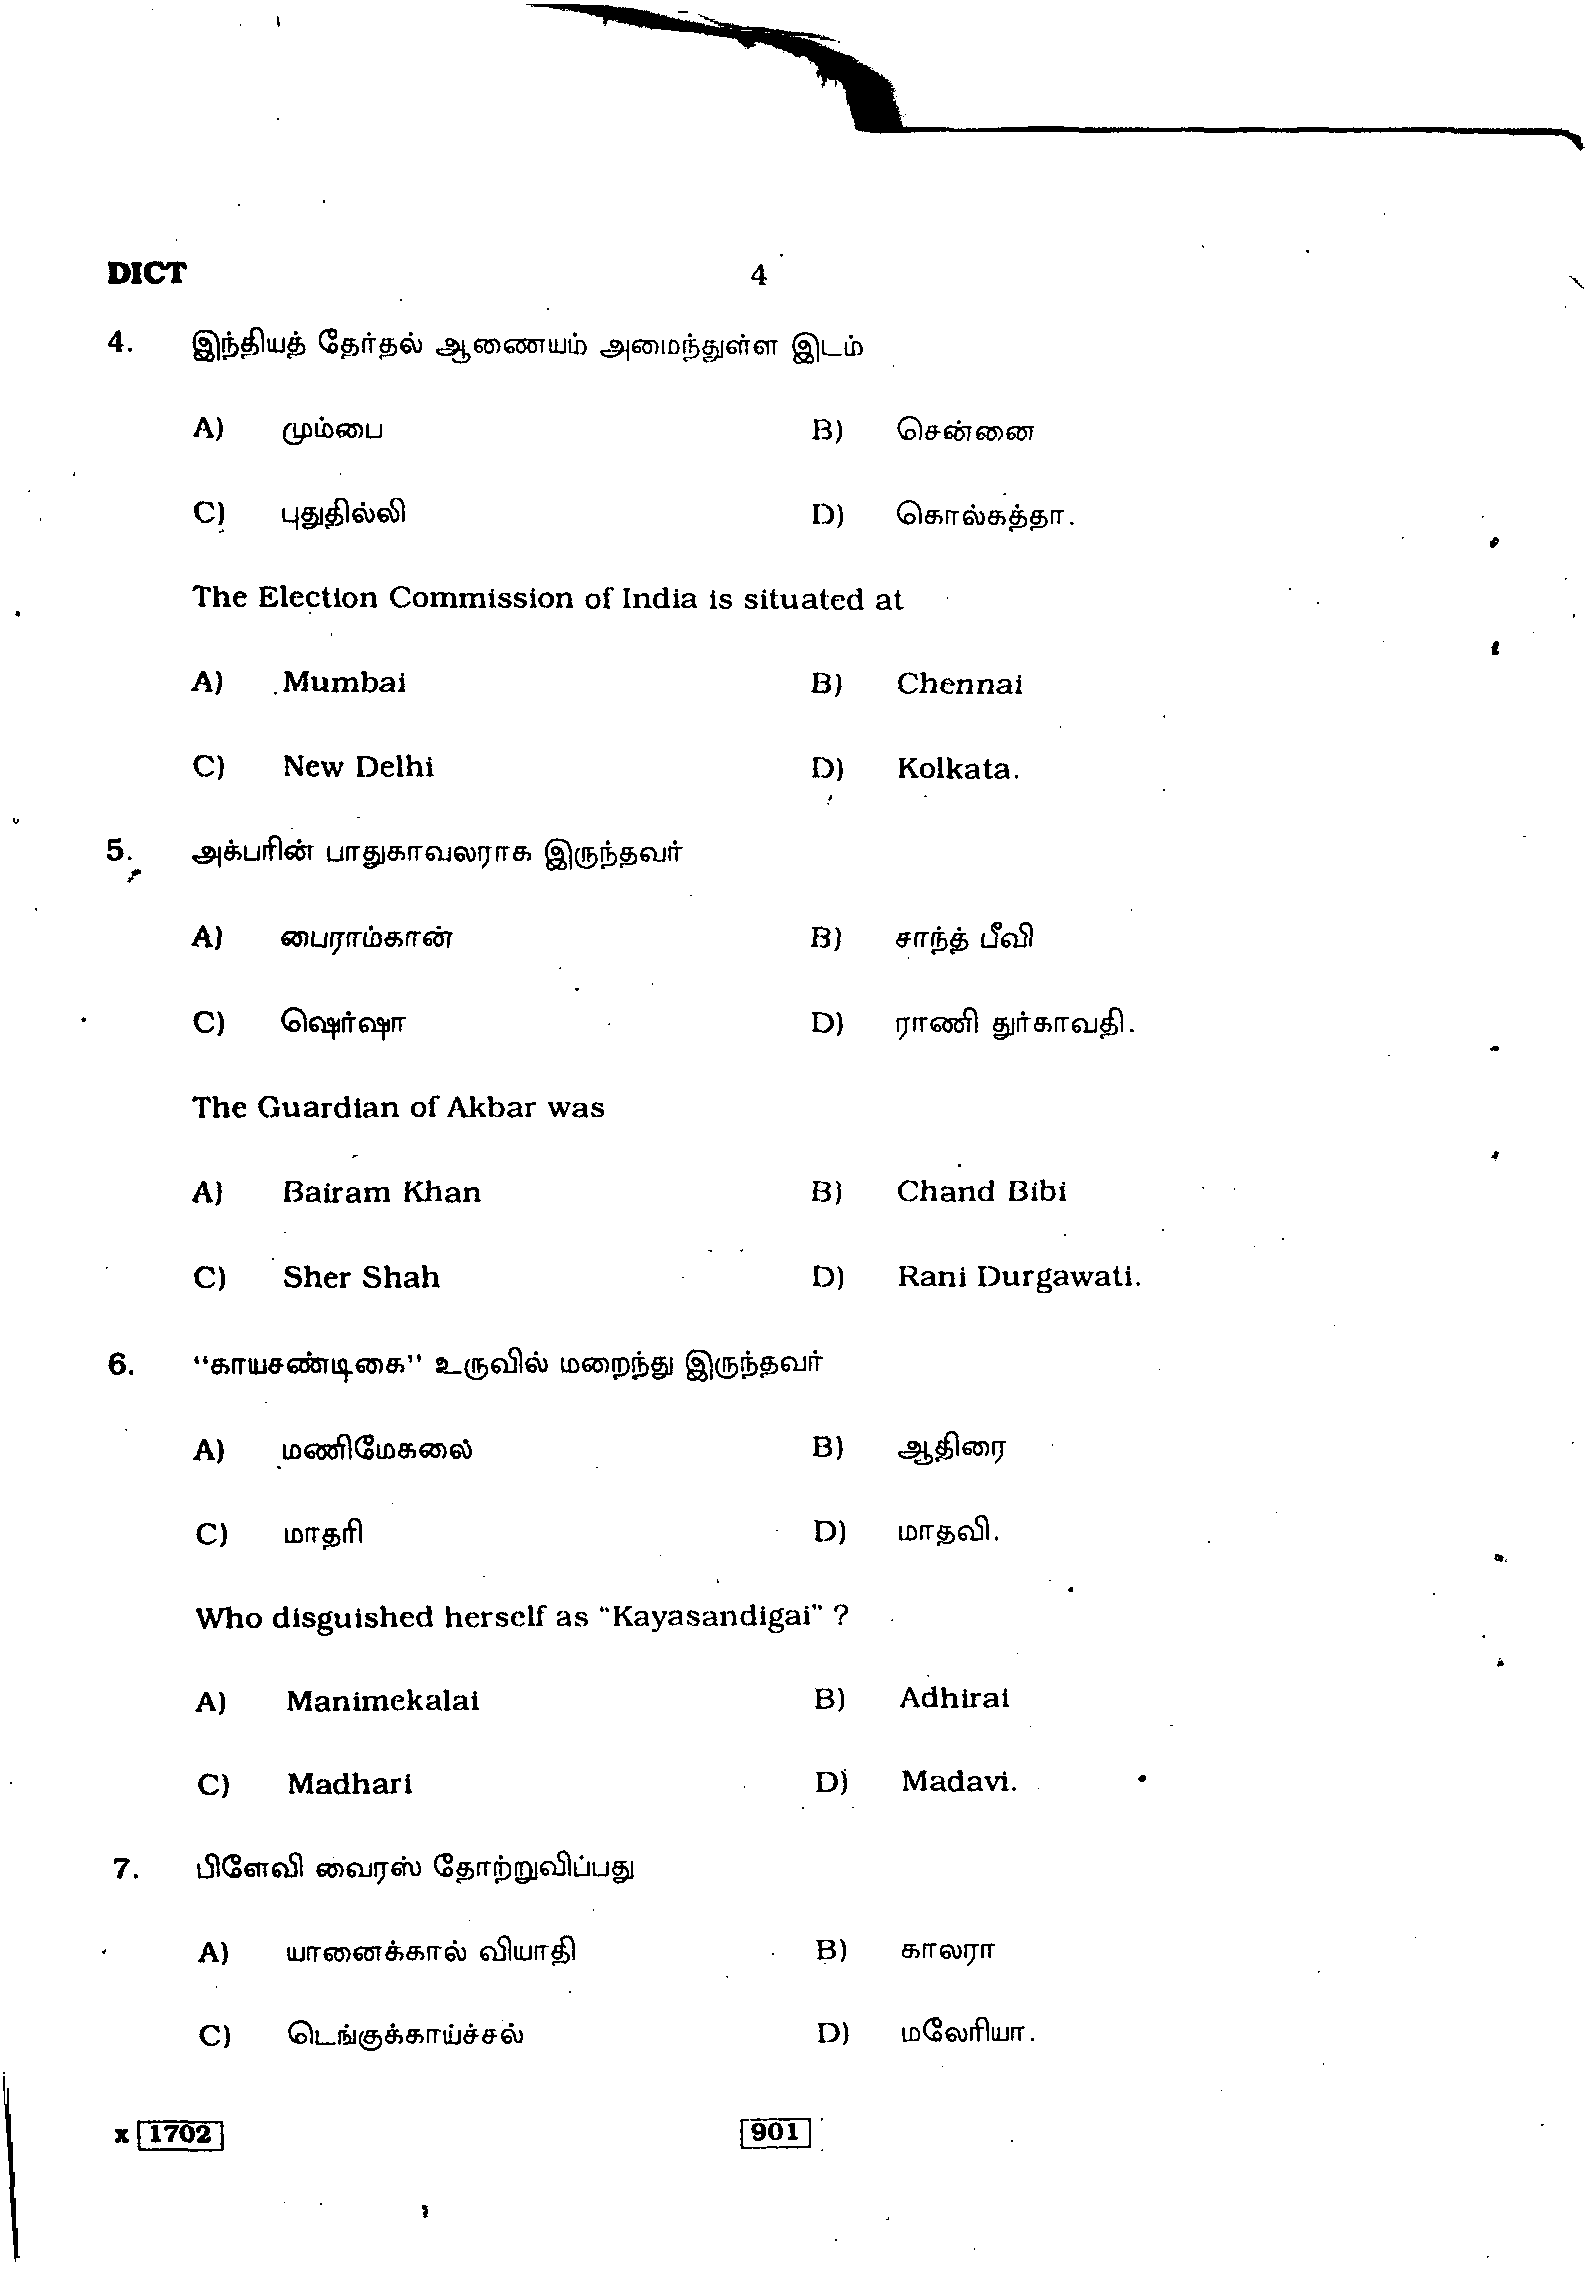 DICT 4
4. இந்தியத் தேர்தல் ஆணையம் அமைந்துள்ள இடம்
A) மும்பை B) சென்னை
C) புதுதில்லி D) கொல்கத்தா.
The Election Commission of India is situated at
A) Mumbai B) Chennai
C) New Delhi D) Kolkata.
5. அக்பரின் பாதுகாவலராக இருந்தவர்
A) பைராம்கான் B) சாந்த் பீவி
C) ஷெர்ஷா D) ராணி துர்காவதி.
The Guardian of Akbar was
A) Bairam Khan B) Chand Bibi
C) Sher Shah D) Rani Durgawati.
6. "காயசண்டிகை" உருவில் மறைந்து இருந்தவர்
A) மணிமேகலை B) ஆதிரை
C) மாதரி D) மாதவி.
Who disguished herself as "Kayasandigai" ?
A) Manimekalai B) Adhirai
C) Madhari D) Madavi.
7. பிளேவி வைரஸ் தோற்றுவிப்பது
A) யானைக்கால் வியாதி B) காலரா
C) டெங்குக்காய்ச்சல் D) மலேரியா.
x 1702 901